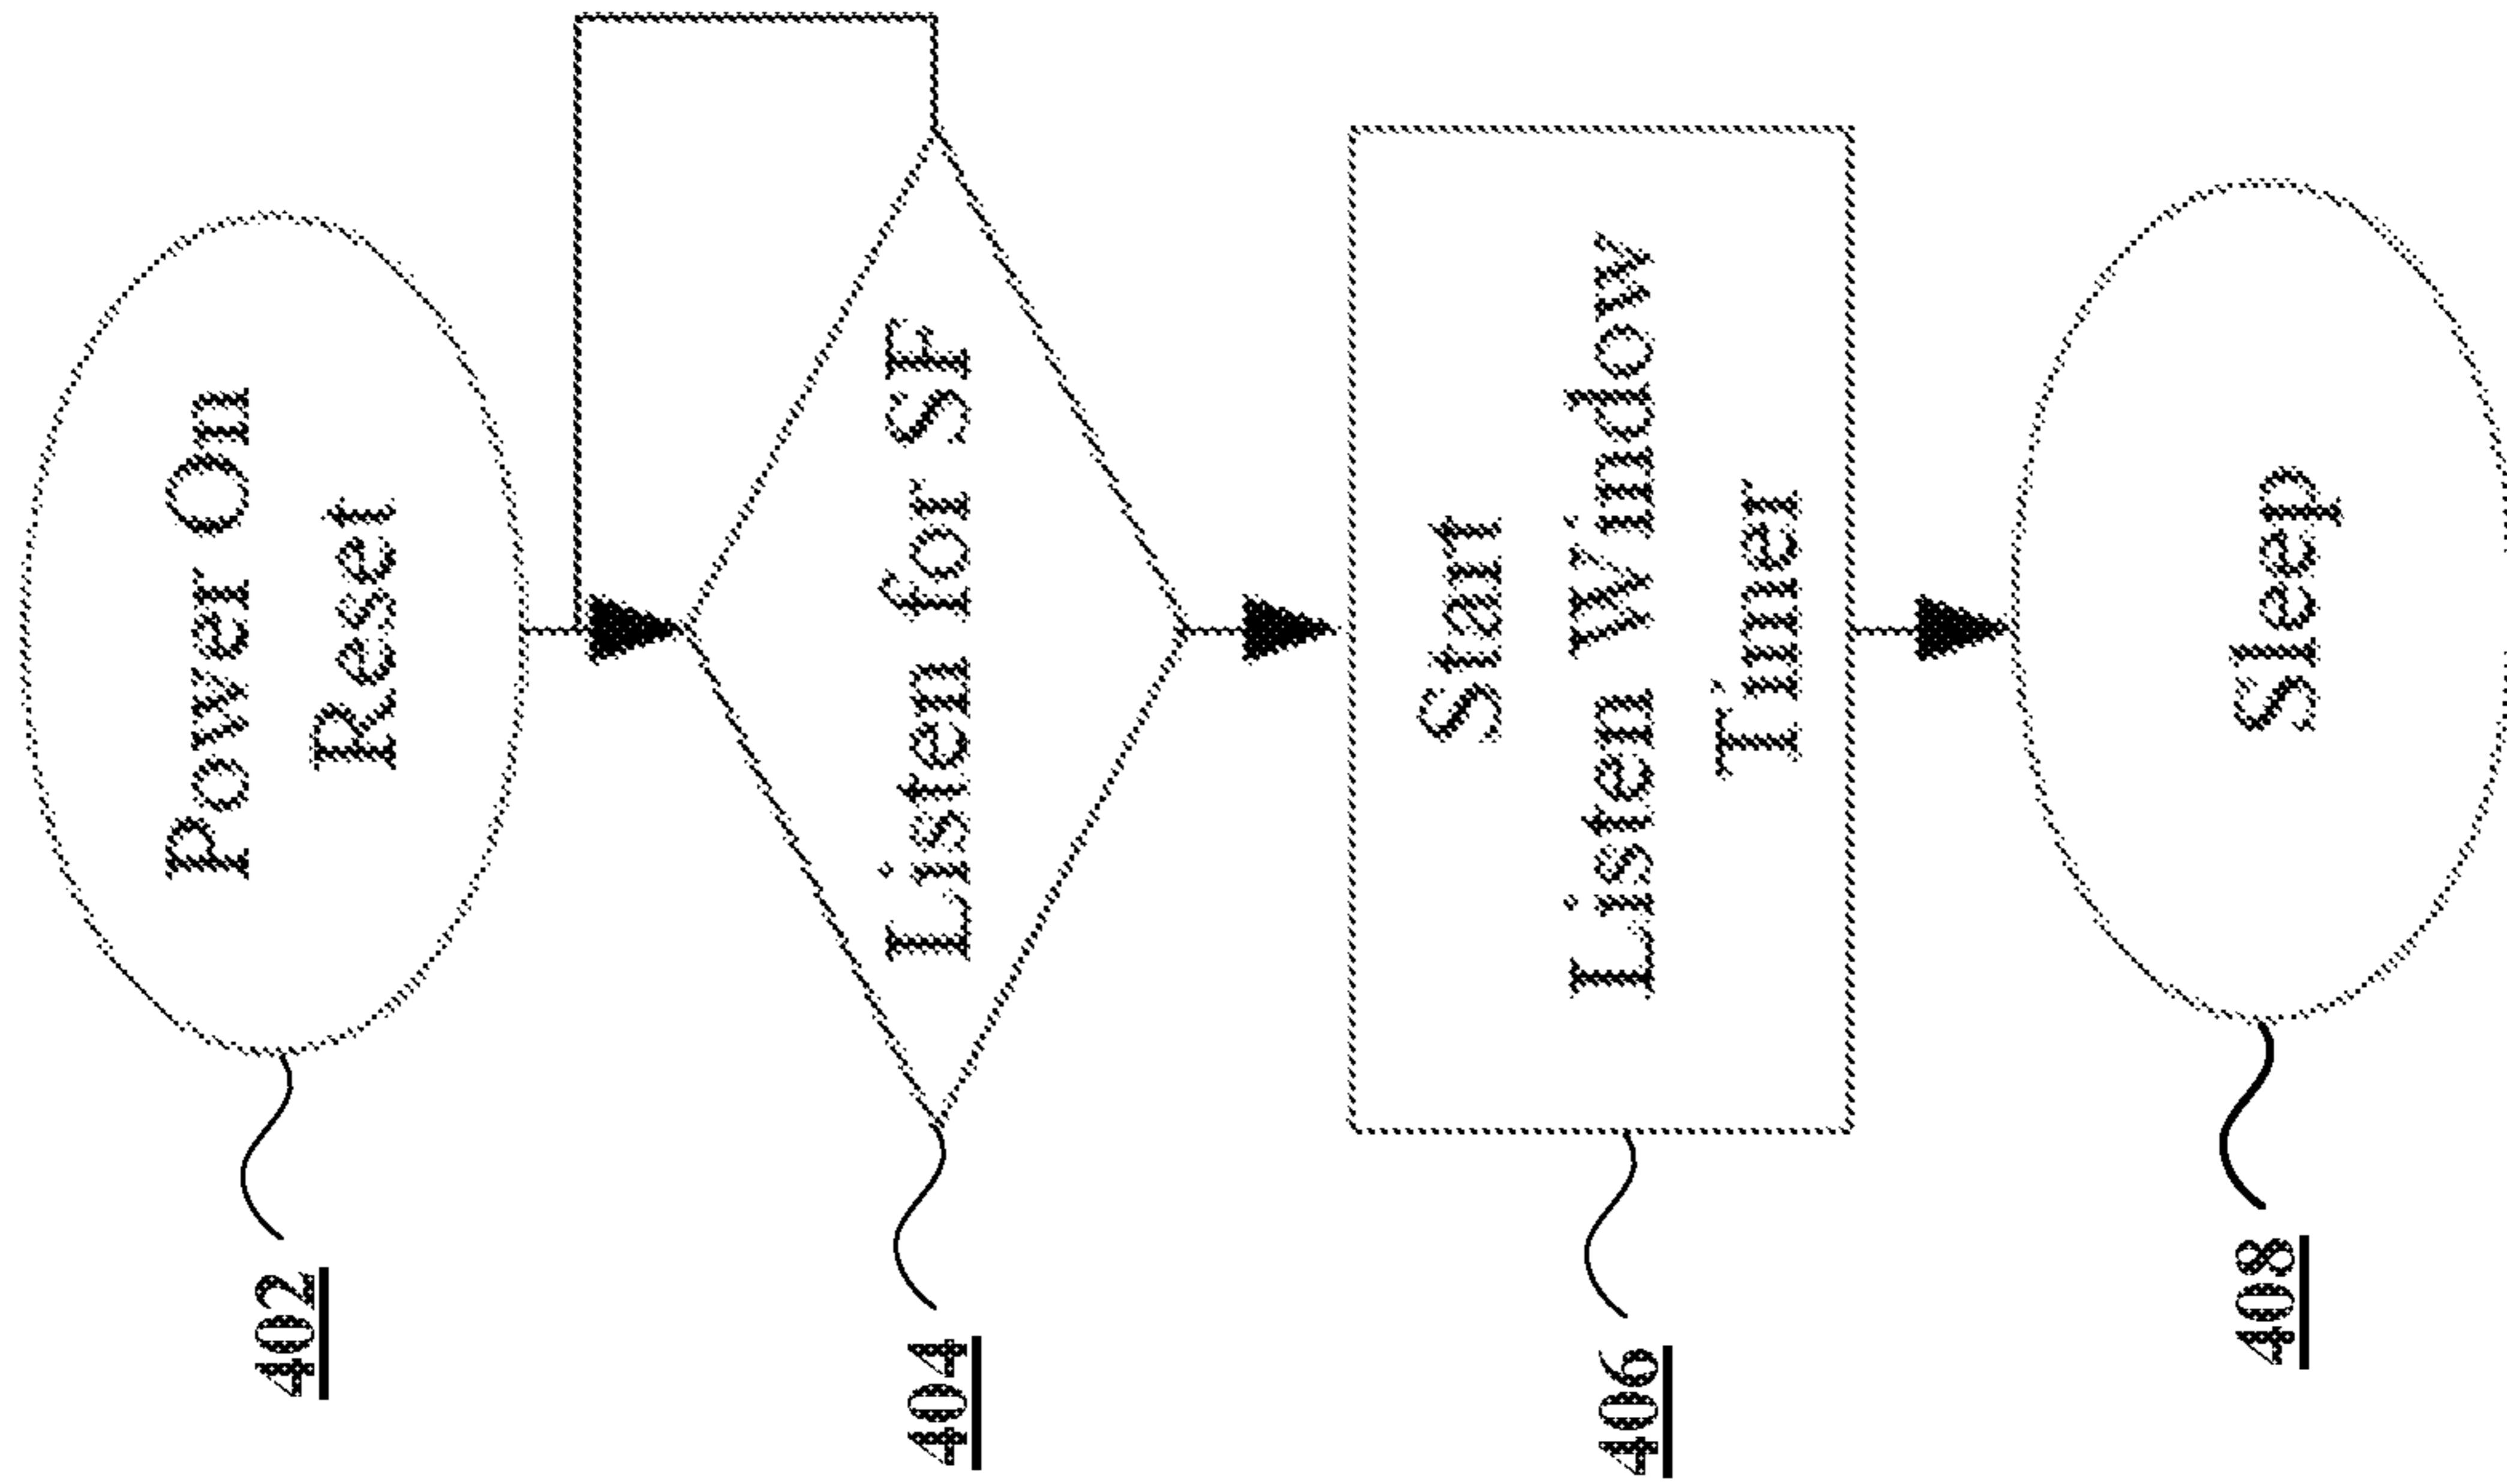 Power On
Reset
402
Listen for SF
404
Start
Listen Window
Timer
406
Sleep
408